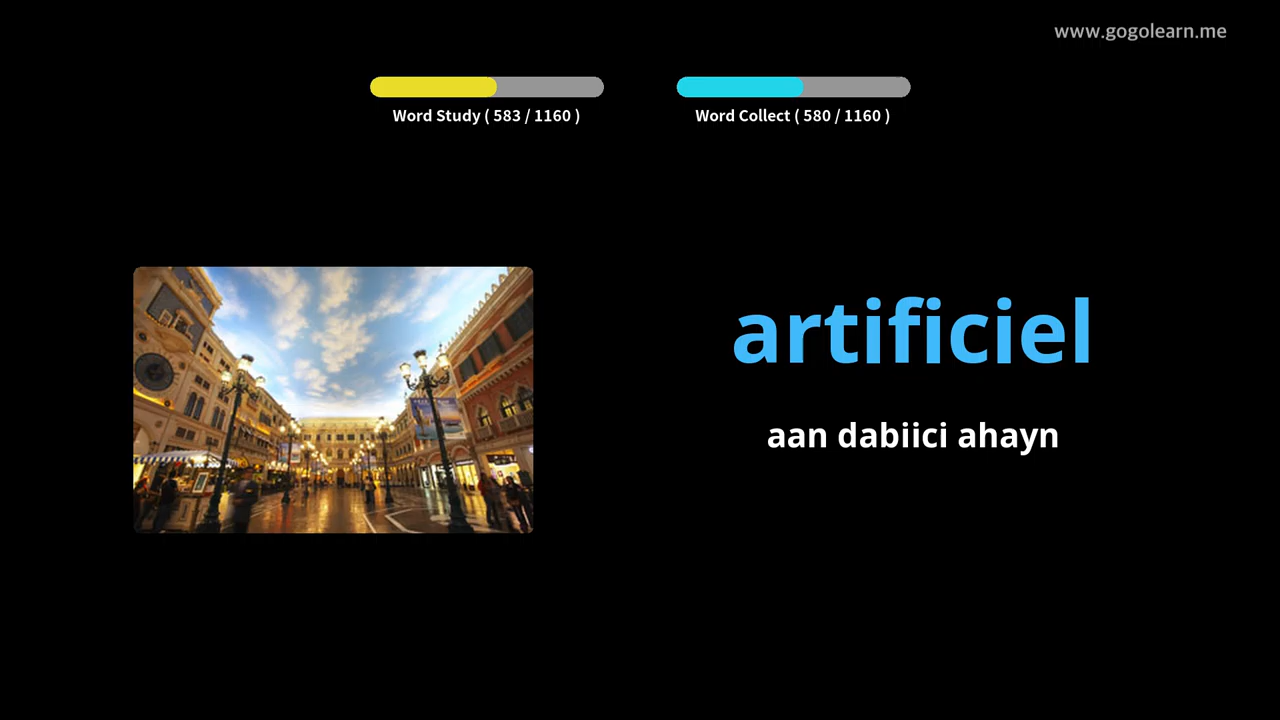 www.gogolearn.me
Word Study ( 583 / 1160 )
Word Collect ( 580 / 1160 )
artificiel
aan dabiici ahayn